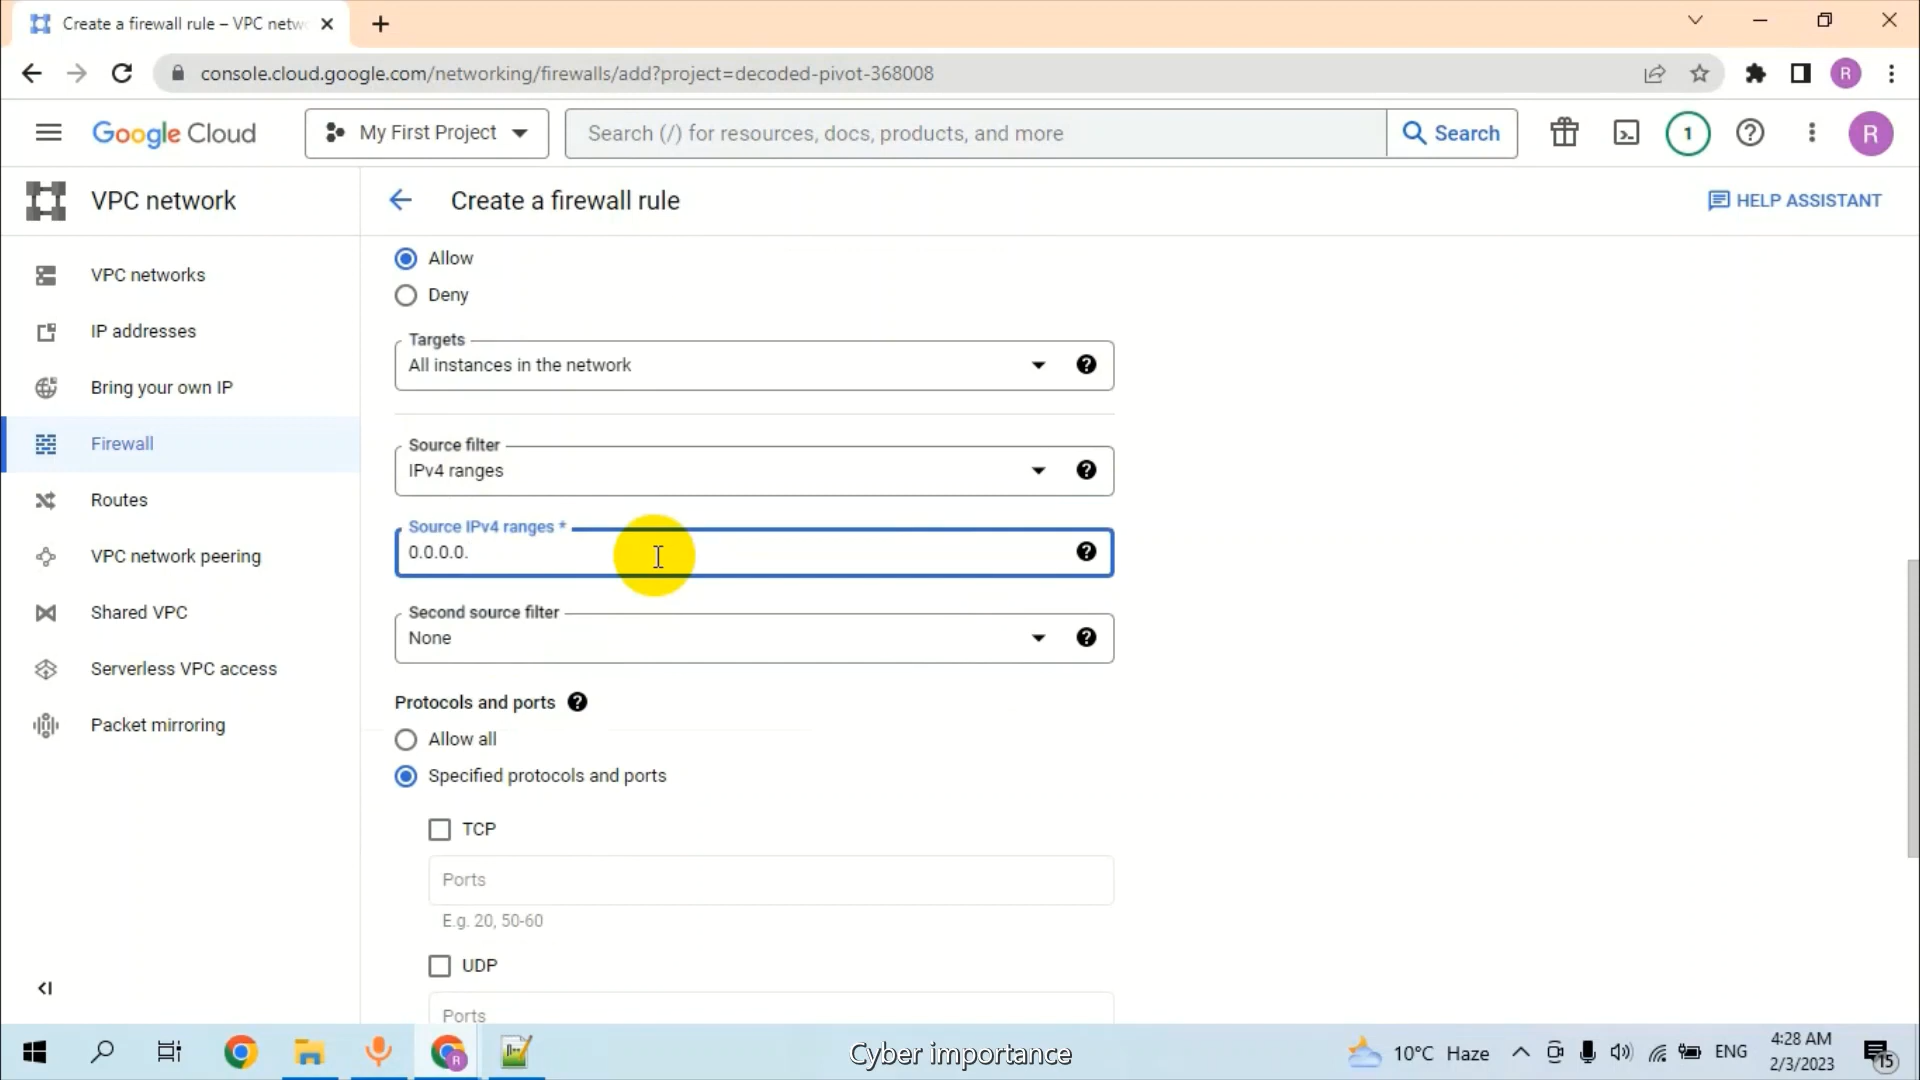 Create a firewall rule – VPC netw
console.cloud.google.com/networking/firewalls/add?project=decoded-pivot-368008
R
Google Cloud
My First Project
Search (/) for resources, docs, products, and more
Search
1
R
VPC network
Create a firewall rule
HELP ASSISTANT
VPC networks
IP addresses
Bring your own IP
Firewall
Routes
VPC network peering
Shared VPC
Serverless VPC access
Packet mirroring
Allow
Deny
Targets
All instances in the network
Source filter
IPv4 ranges
Source IPv4 ranges *
0.0.0.0.
Second source filter
None
Protocols and ports
Allow all
Specified protocols and ports
TCP
Ports
E.g. 20, 50-60
UDP
Ports
R
Cyber importance
10°C Haze
ENG
4:28 AM
2/3/2023
15